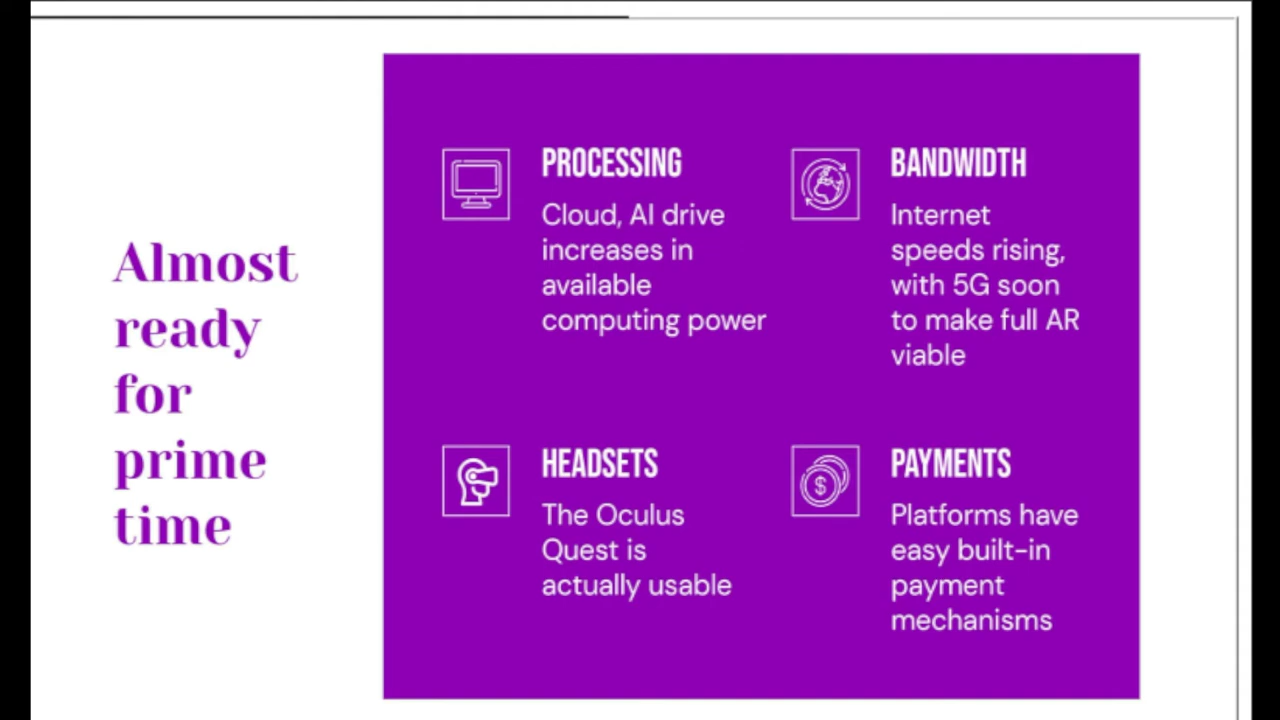 Almost
ready
for
prime
time
PROCESSING
Cloud, AI drive
increases in
available
computing power
BANDWIDTH
Internet
speeds rising,
with 5G soon
to make full AR
viable
HEADSETS
The Oculus
Quest is
actually usable
PAYMENTS
$
Platforms have
easy built-in
payment
mechanisms